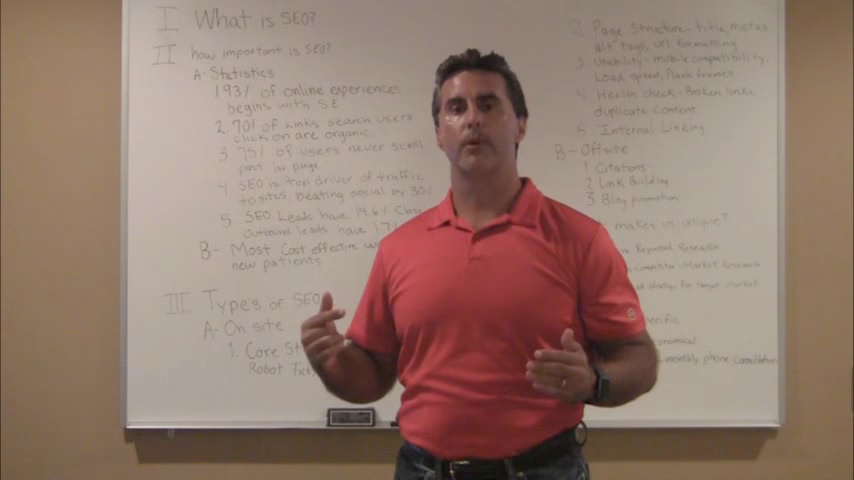 I What is SEO?
II how important is SEO?
A- Statistics
1 93% of online experiences
begins with S.E
2. 70% of links search users
click on are organic.
3 75% of users never scroll
past 1st page
4 SEO is top driver of traffic
to sites, beating social by 30%
5 SEO Leads have 14.6% Close
Outbound leads have 1.7%
B- Most Cost effective
new patients
III Types of SEO
A- On site
1. Core
Robot Txt,
2 Page Structure- title, metas
alt tags, url formatting
3 Usability- mobile compatibility
Load speed, flash frames
4 Health check- Broken links
duplicate content
5 Internal Linking
B- Offsite
1 Citations
2 Link Building
3 Blog promotion
makes us unique?
Keyword Research
Competitor-Market Research
strategy for target market
monthly phone Consultation